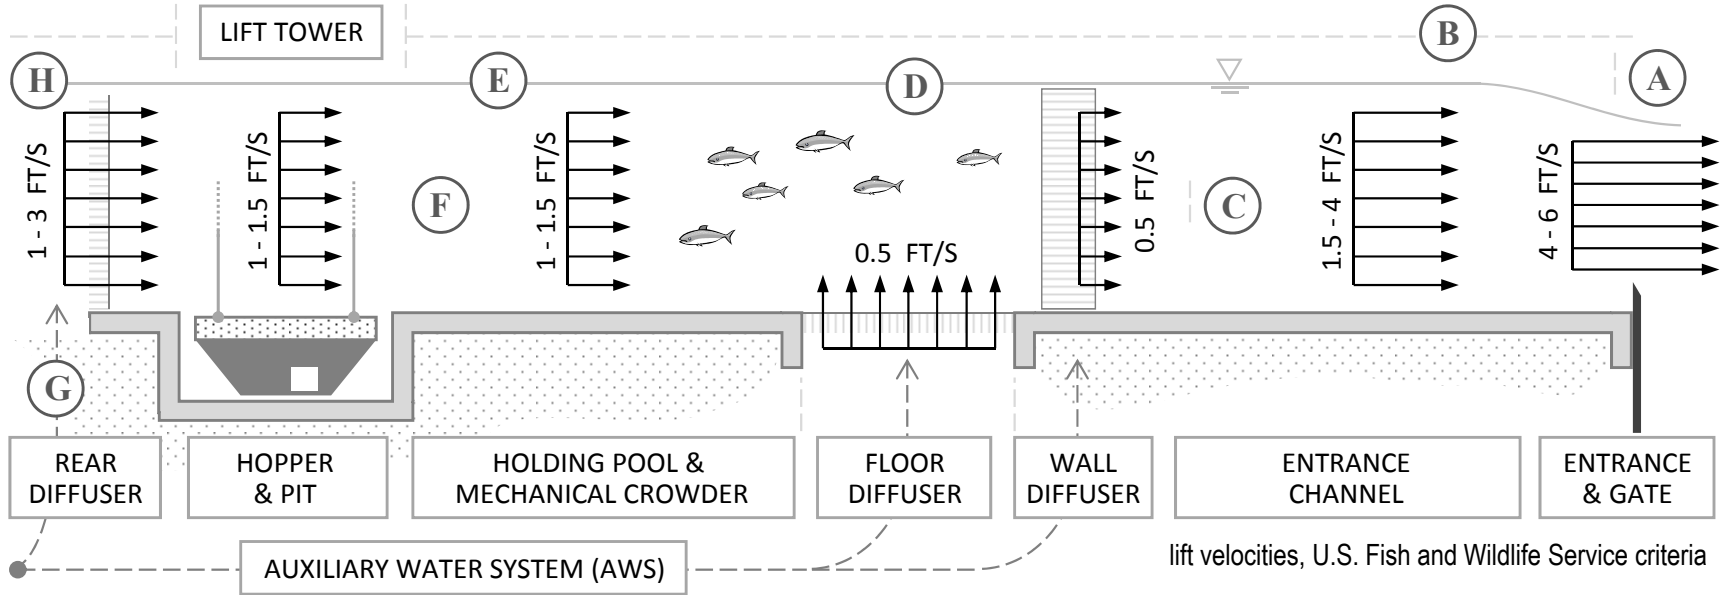 LIFT TOWER
H
E
D
B
A
1 - 3 FT/S
1 - 1.5 FT/S
F
1 - 1.5 FT/S
0.5 FT/S
0.5 FT/S
C
1.5 - 4 FT/S
4 - 6 FT/S
G
REAR
DIFFUSER
HOPPER
& PIT
HOLDING POOL &
MECHANICAL CROWDER
FLOOR
DIFFUSER
WALL
DIFFUSER
ENTRANCE
CHANNEL
ENTRANCE
& GATE
AUXILIARY WATER SYSTEM (AWS)
lift velocities, U.S. Fish and Wildlife Service criteria